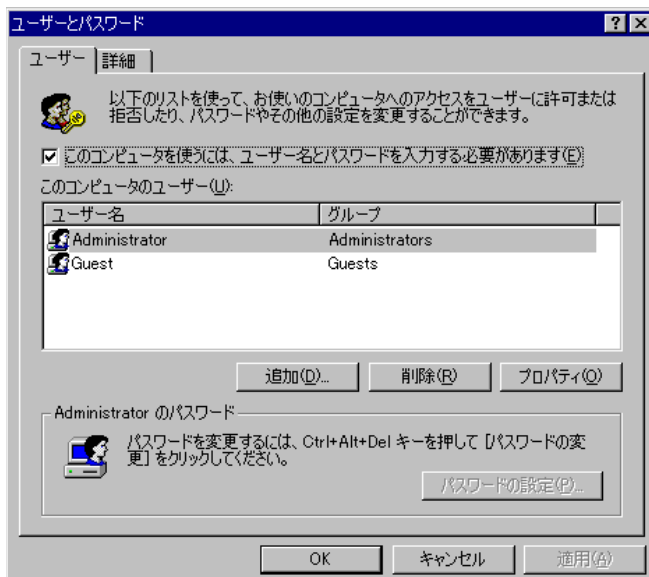 ユーザーとパスワード
ユーザー 詳細
以下のリストを使って、お使いのコンピュータへのアクセスをユーザーに許可または
拒否したり、パスワードやその他の設定を変更することができます。
このコンピュータを使うには、ユーザー名とパスワードを入力する必要があります(E)
このコンピュータのユーザー(U):
ユーザー名 グループ
Administrator Administrators
Guest Guests
追加(D)... 削除(R) プロパティ(O)
Administrator のパスワード
パスワードを変更するには、Ctrl+Alt+Del キーを押して [パスワードの変
更] をクリックしてください。
パスワードの設定(P)...
OK キャンセル 適用(A)